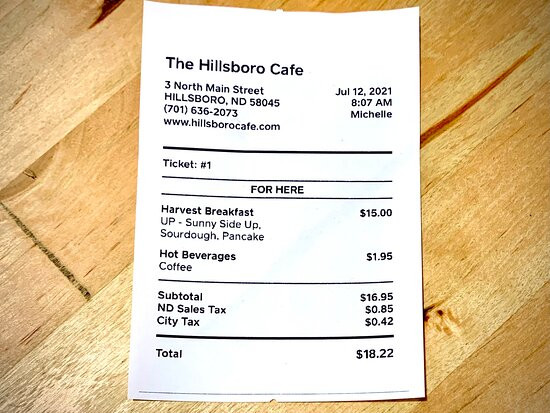 The Hillsboro Cafe
3 North Main Street
HILLSBORO, ND 58045
(701) 636-2073
www.hillsborocafe.com
Jul 12, 2021
8:07 AM
Michelle
Ticket: #1
FOR HERE
Harvest Breakfast $15.00
UP - Sunny Side Up,
Sourdough, Pancake
Hot Beverages $1.95
Coffee
Subtotal $16.95
ND Sales Tax $0.85
City Tax $0.42
Total $18.22